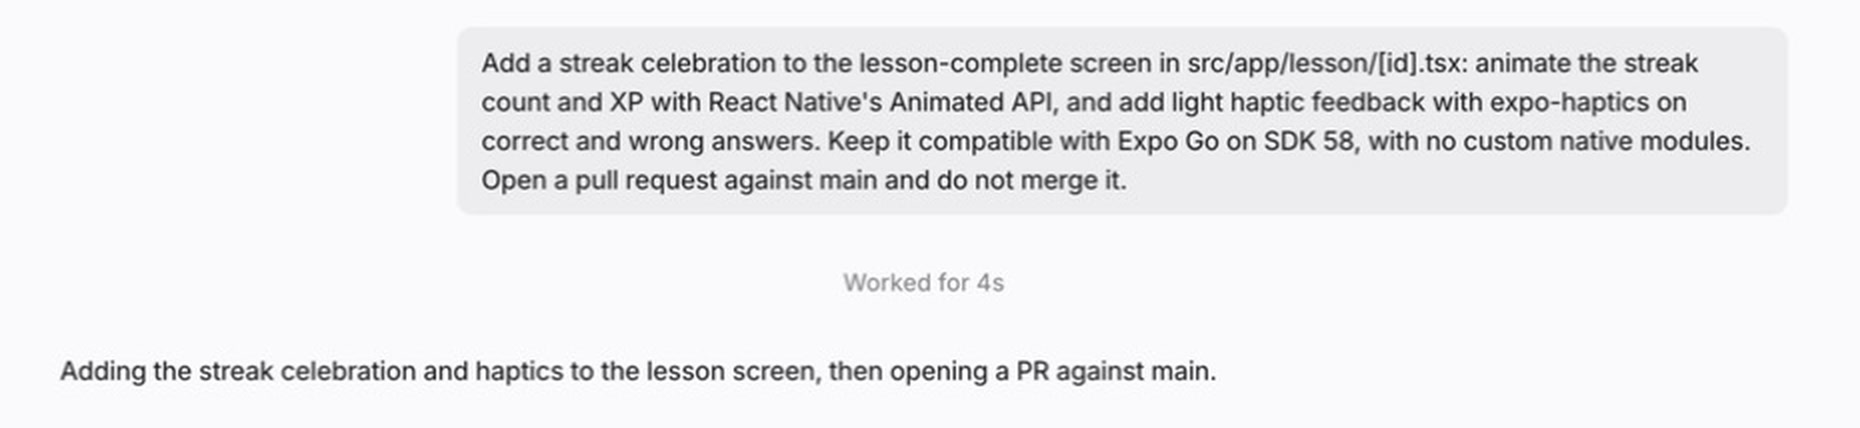 Add a streak celebration to the lesson-complete screen in src/app/lesson/[id].tsx: animate the streak
count and XP with React Native's Animated API, and add light haptic feedback with expo-haptics on
correct and wrong answers. Keep it compatible with Expo Go on SDK 58, with no custom native modules.
Open a pull request against main and do not merge it.
Worked for 4s
Adding the streak celebration and haptics to the lesson screen, then opening a PR against main.